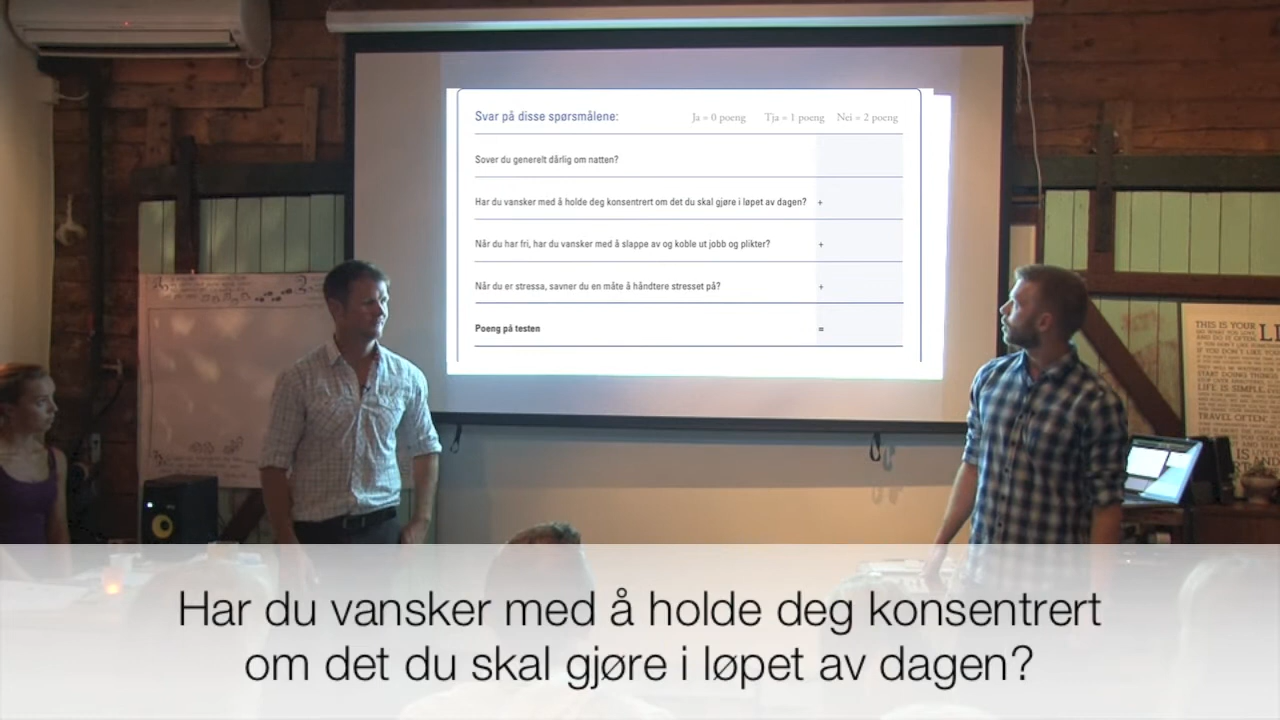 Svar på disse spørsmålene: Ja = 0 poeng Tja = 1 poeng Nei = 2 poeng
Sover du generelt dårlig om natten?
Har du vansker med å holde deg konsentrert om det du skal gjøre i løpet av dagen? +
Når du har fri, har du vansker med å slappe av og koble ut jobb og plikter? +
Når du er stressa, savner du en måte å håndtere stresset på? +
Poeng på testen =
THIS IS YOUR
TRAVEL OFTEN;
Har du vansker med å holde deg konsentrert
om det du skal gjøre i løpet av dagen?